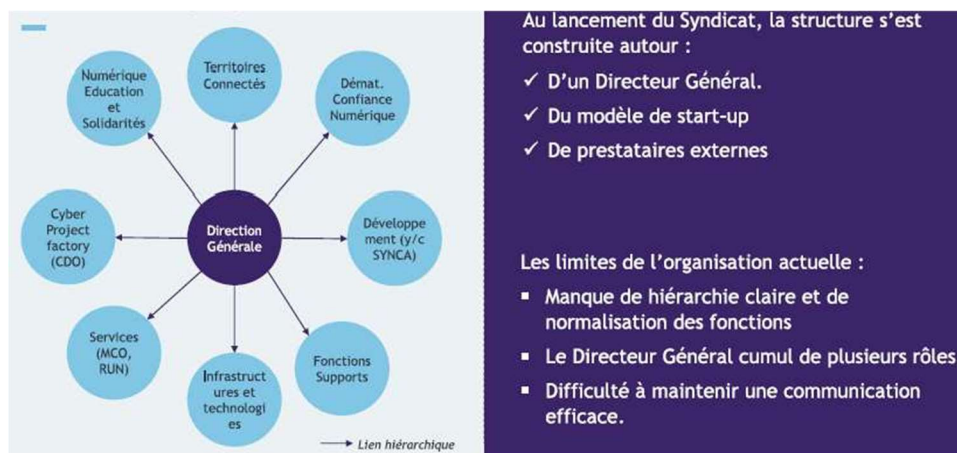 Territoires
Connectés
Numérique
Education
et
Solidarités
Démat.
Confiance
Numérique
Cyber
Project
factory
(CDO)
Direction
Générale
Développe
ment (y/c
SYNCA)
Services
(MCO,
RUN)
Infrastruct
ures et
technologi
es
Fonctions
Supports
Lien hiérarchique
Au lancement du Syndicat, la structure s'est
construite autour :
✓ D'un Directeur Général.
✓ Du modèle de start-up
✓ De prestataires externes
Les limites de l'organisation actuelle :
▪ Manque de hiérarchie claire et de
normalisation des fonctions
▪ Le Directeur Général cumul de plusieurs rôles
▪ Difficulté à maintenir une communication
efficace.